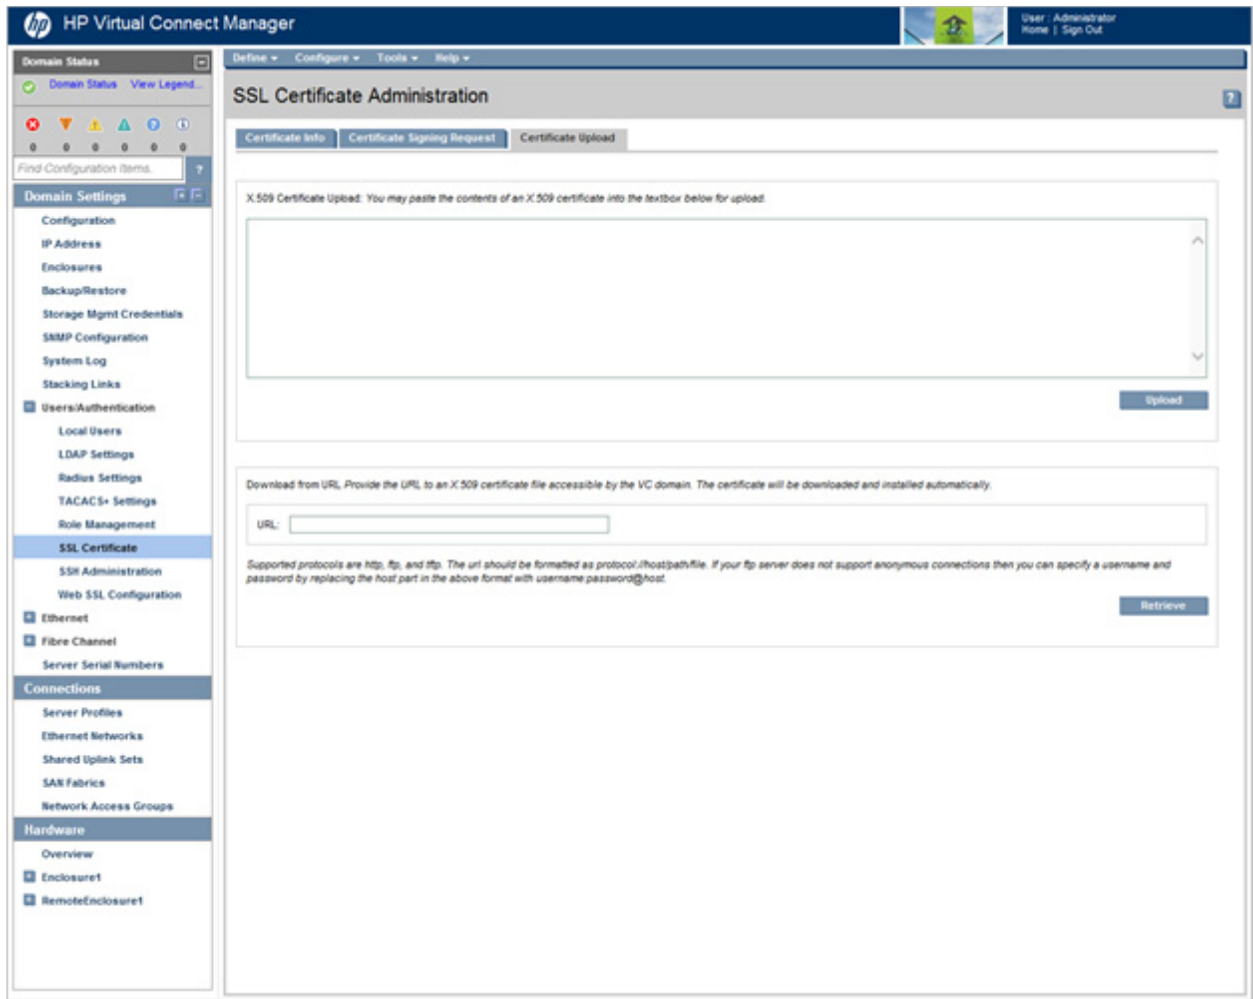 hp HP Virtual Connect Manager
User : Administrator
Home | Sign Out
Domain Status
Domain Status View Legend...
0 0 0 0 0 0
Find Configuration Items.
?
Domain Settings
Configuration
IP Address
Enclosures
Backup/Restore
Storage Mgmt Credentials
SNMP Configuration
System Log
Stacking Links
Users/Authentication
Local Users
LDAP Settings
Radius Settings
TACACS+ Settings
Role Management
SSL Certificate
SSH Administration
Web SSL Configuration
Ethernet
Fibre Channel
Server Serial Numbers
Connections
Server Profiles
Ethernet Networks
Shared Uplink Sets
SAN Fabrics
Network Access Groups
Hardware
Overview
Enclosure1
RemoteEnclosure1
Define Configure Tools Help
SSL Certificate Administration
?
Certificate Info Certificate Signing Request Certificate Upload
X.509 Certificate Upload: You may paste the contents of an X.509 certificate into the textbox below for upload.
Upload
Download from URL Provide the URL to an X.509 certificate file accessible by the VC domain. The certificate will be downloaded and installed automatically.
URL:
Supported protocols are http, ftp, and tftp. The url should be formatted as protocol://host/path/file. If your ftp server does not support anonymous connections then you can specify a username and
password by replacing the host part in the above format with username:password@host.
Retrieve